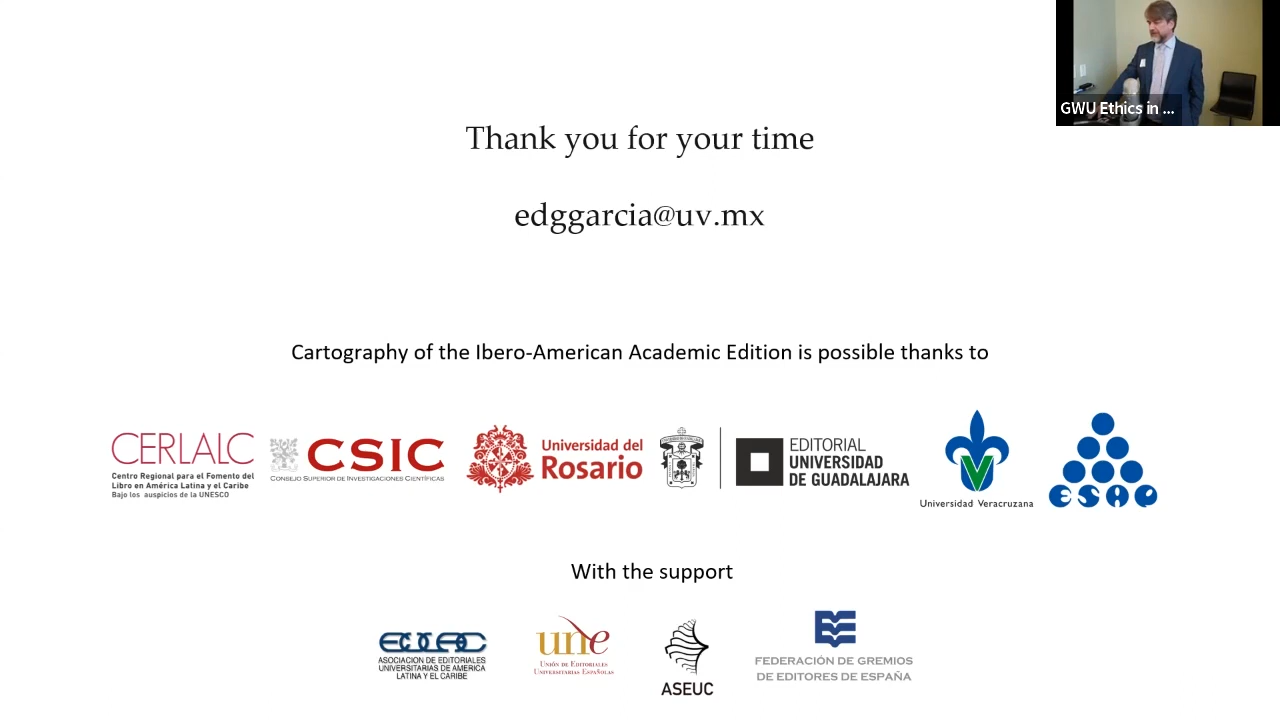 GWU Ethics in ...
Thank you for your time
edggarcia@uv.mx
Cartography of the Ibero-American Academic Edition is possible thanks to
CERLALC
Centro Regional para el Fomento del
Libro en América Latina y el Caribe
Bajo los auspicios de la UNESCO
CSIC
CONSEJO SUPERIOR DE INVESTIGACIONES CIENTÍFICAS
Universidad del
Rosario
EDITORIAL
UNIVERSIDAD
DE GUADALAJARA
Universidad Veracruzana
ESAP
With the support
EULAC
ASOCIACION DE EDITORIALES
UNIVERSITARIAS DE AMERICA
LATINA Y EL CARIBE
une
UNIÓN DE EDITORIALES
UNIVERSITARIAS ESPAÑOLAS
ASEUC
FEDERACIÓN DE GREMIOS
DE EDITORES DE ESPAÑA